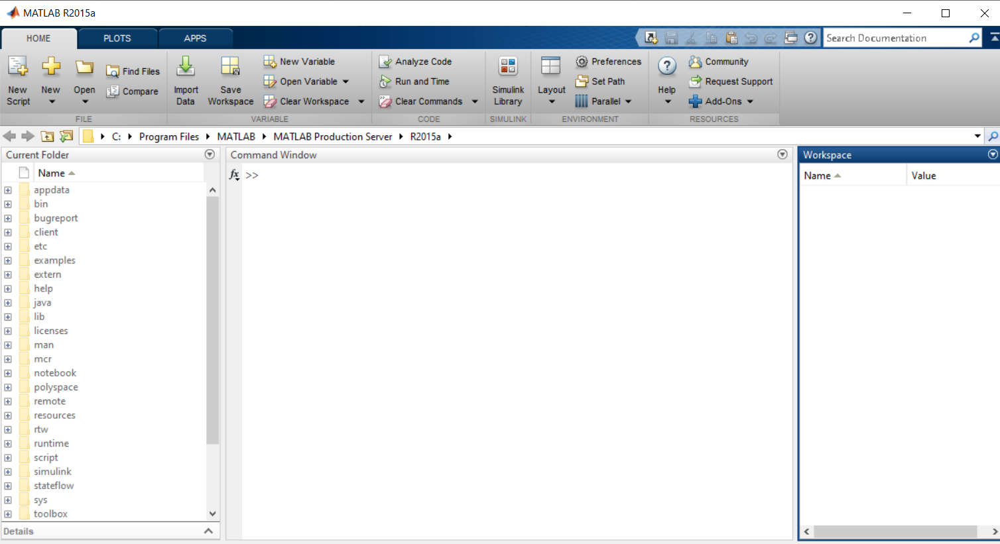 MATLAB R2015a
HOME PLOTS APPS
Search Documentation
New Script
New
Open
Find Files
Compare
FILE
Import Data
Save Workspace
New Variable
Open Variable
Clear Workspace
VARIABLE
Analyze Code
Run and Time
Clear Commands
CODE
Simulink Library
SIMULINK
Layout
Preferences
Set Path
Parallel
ENVIRONMENT
Help
Community
Request Support
Add-Ons
RESOURCES
C: Program Files MATLAB MATLAB Production Server R2015a
Current Folder
Name
appdata
bin
bugreport
client
etc
examples
extern
help
java
lib
licenses
man
mcr
notebook
polyspace
remote
resources
rtw
runtime
script
simulink
stateflow
sys
toolbox
Details
Command Window
fx >>
Workspace
Name Value